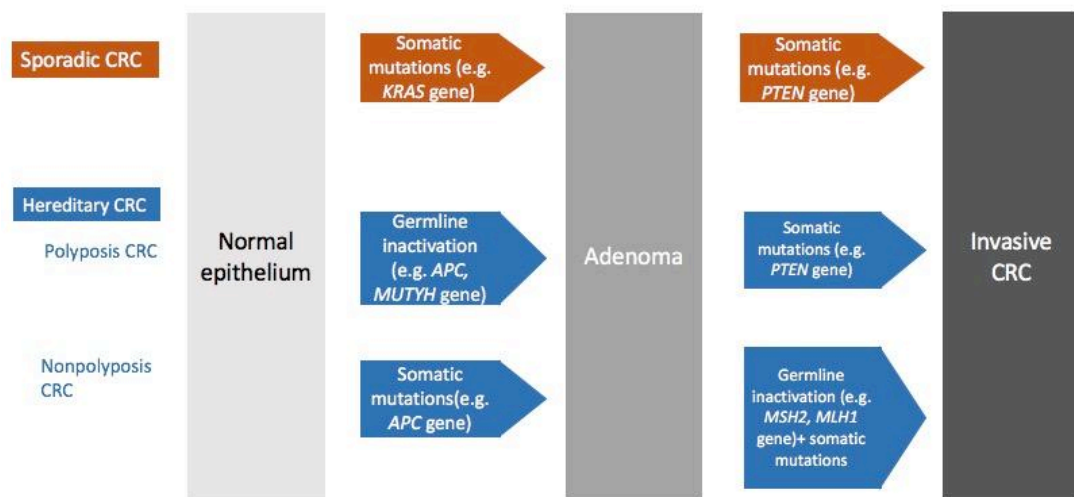 Sporadic CRC
Somatic
mutations (e.g.
KRAS gene)
Somatic
mutations (e.g.
PTEN gene)
Hereditary CRC
Polyposis CRC
Normal
epithelium
Germline
inactivation
(e.g. APC,
MUTYH gene)
Adenoma
Somatic
mutations (e.g.
PTEN gene)
Invasive
CRC
Nonpolyposis
CRC
Somatic
mutations(e.g.
APC gene)
Germline
inactivation (e.g.
MSH2, MLH1
gene)+ somatic
mutations